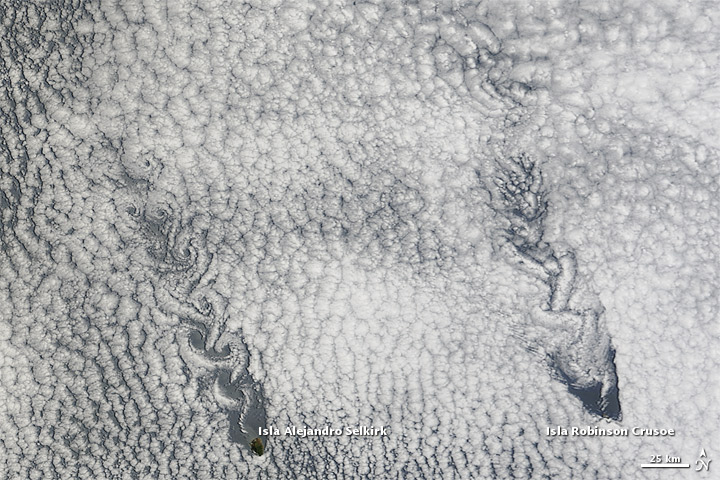 Isla Alejandro Selkirk
Isla Robinson Crusoe
25 km
N